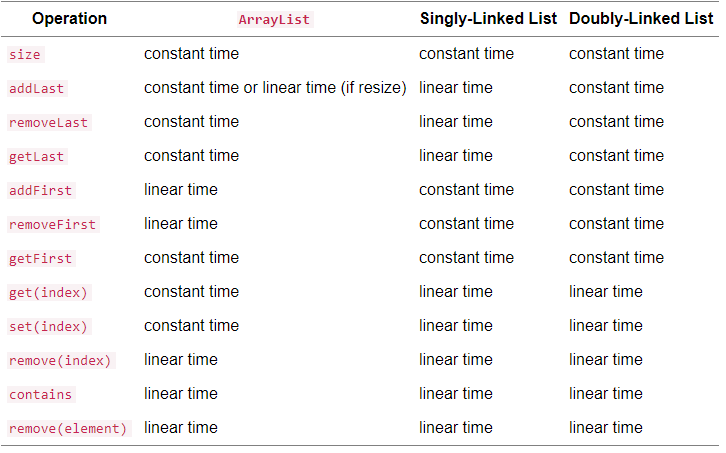 Operation ArrayList Singly-Linked List Doubly-Linked List
size constant time constant time constant time
addLast constant time or linear time (if resize) linear time constant time
removeLast constant time linear time constant time
getLast constant time linear time constant time
addFirst linear time constant time constant time
removeFirst linear time constant time constant time
getFirst constant time constant time constant time
get(index) constant time linear time linear time
set(index) constant time linear time linear time
remove(index) linear time linear time linear time
contains linear time linear time linear time
remove(element) linear time linear time linear time